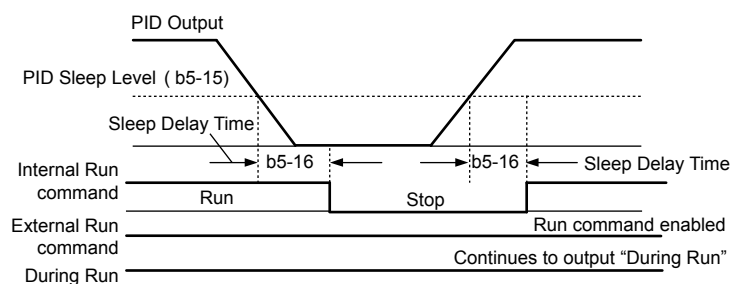 PID Output
PID Sleep Level ( b5-15)
Sleep Delay Time
b5-16
b5-16
Sleep Delay Time
Internal Run
command
Run
Stop
External Run
command
Run command enabled
Continues to output “During Run”
During Run